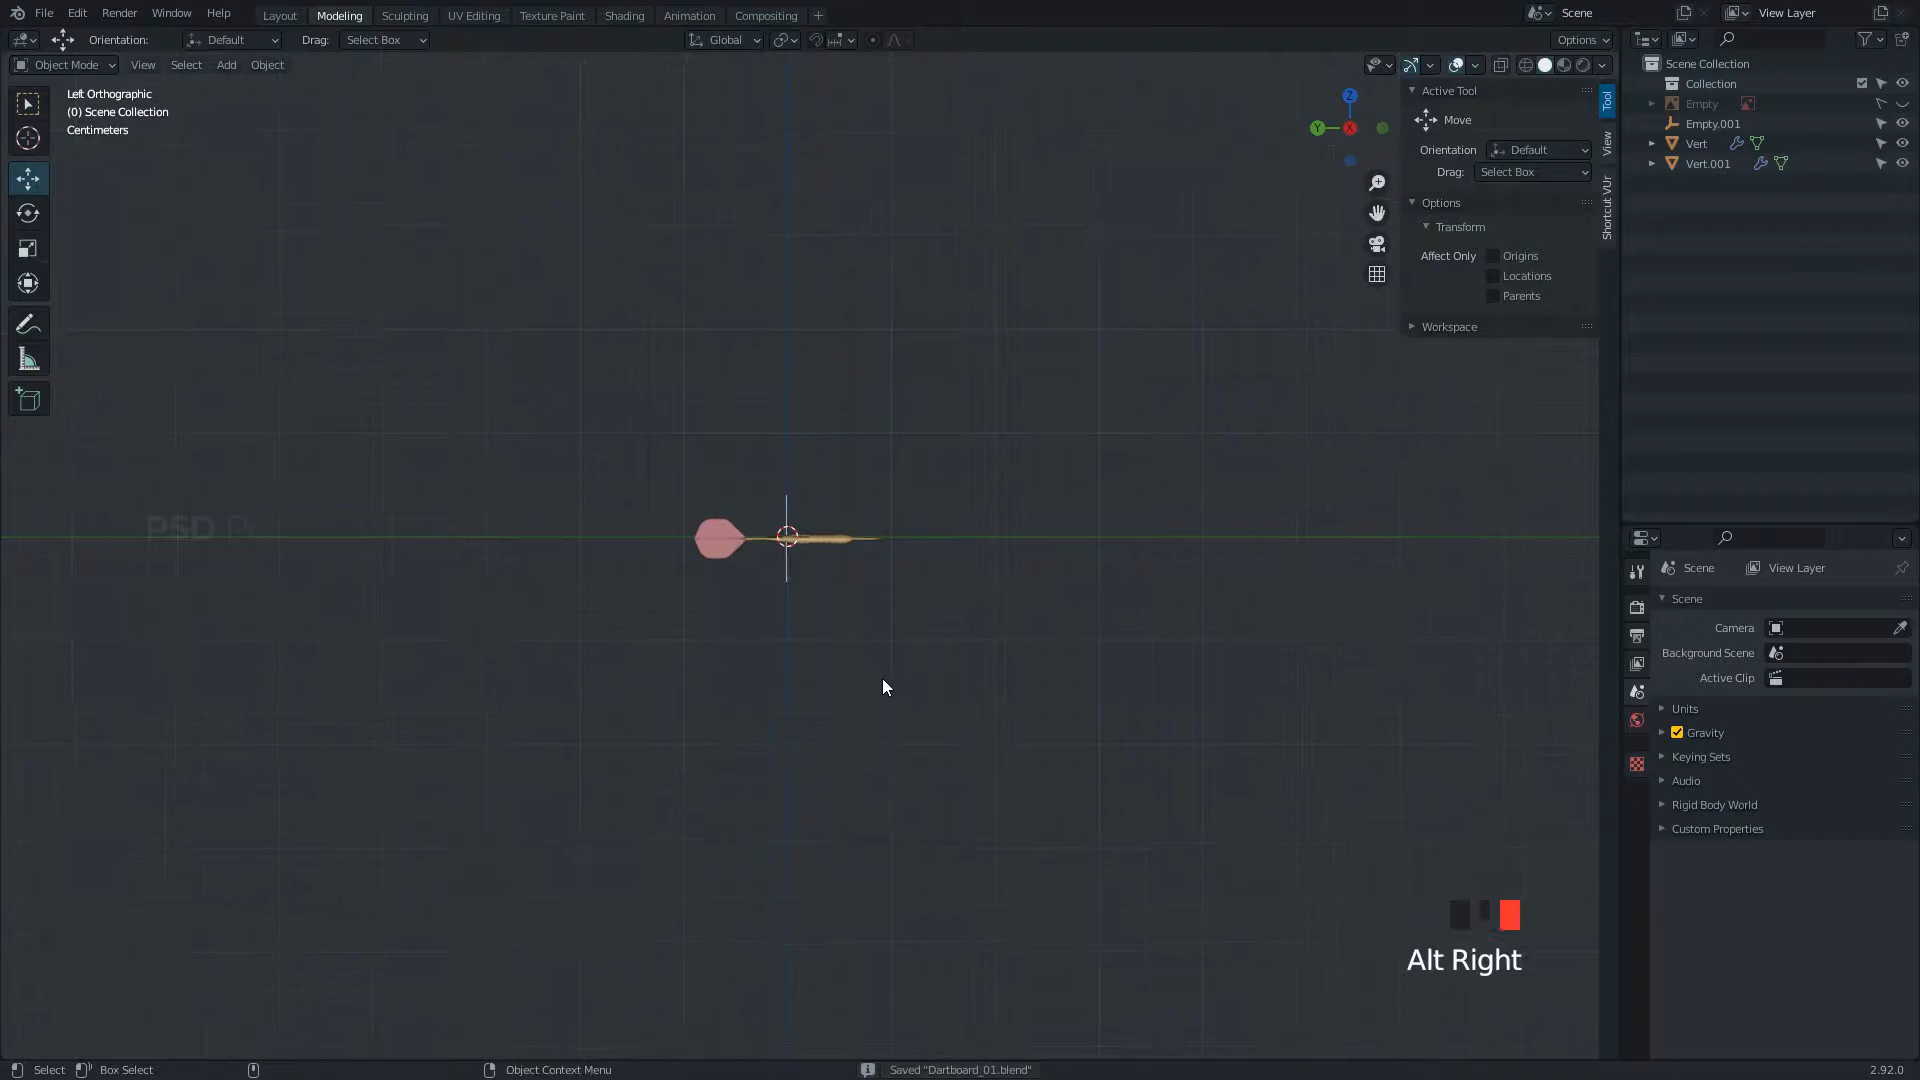 File Edit Render Window Help
Layout Modeling Sculpting UV Editing Texture Paint Shading Animation Compositing +
Scene
View Layer
Orientation: Default Drag: Select Box
Global
Options
Object Mode View Select Add Object
Left Orthographic
(0) Scene Collection
Centimeters
Z
Y
X
Active Tool
Move
Orientation Default
Drag: Select Box
Options
Transform
Affect Only Origins
Locations
Parents
Workspace
Tool
View
Shortcut VUr
Scene Collection
Collection
Empty
Empty.001
Vert
Vert.001
PSD
Scene View Layer
Scene
Camera
Background Scene
Active Clip
Units
Gravity
Keying Sets
Audio
Rigid Body World
Custom Properties
Alt Right
Select Box Select Object Context Menu Saved "Dartboard_01.blend" 2.92.0